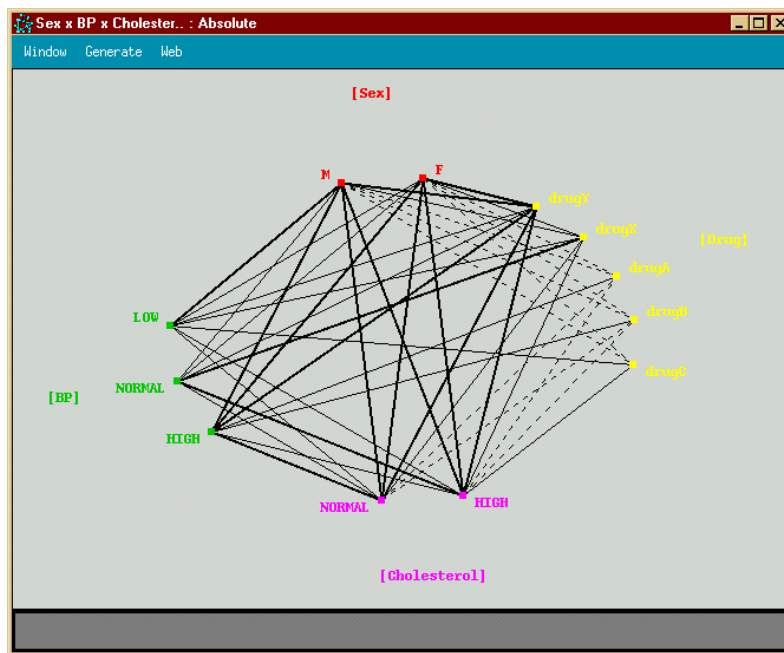 Sex x BP x Cholester.. : Absolute
Window Generate Web
[Sex]
M
F
drugY
drugX
[Drug]
drugA
drugB
LOW
drugC
NORMAL
[BP]
HIGH
NORMAL
HIGH
[Cholesterol]